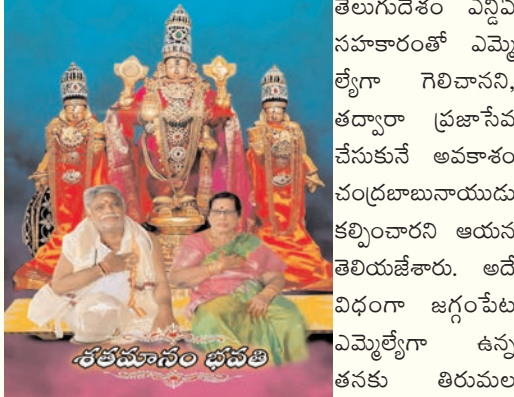 తెలుగుదేశం ఎన్డిఏ
సహకారంతో ఎమ్మె
ల్యేగా గెలిచానని,
తద్వారా ప్రజాసేవ
చేసుకునే అవకాశం
చంద్రబాబునాయుడు
కల్పించారని ఆయన
తెలియజేశారు. అదే
విధంగా జగ్గంపేట
ఎమ్మెల్యేగా ఉన్న
తనకు తిరుమల
శతమానం భవతి